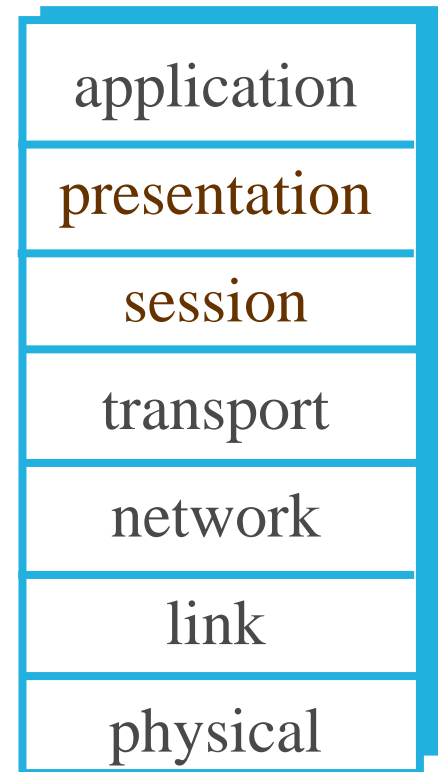 application
presentation
session
transport
network
link
physical